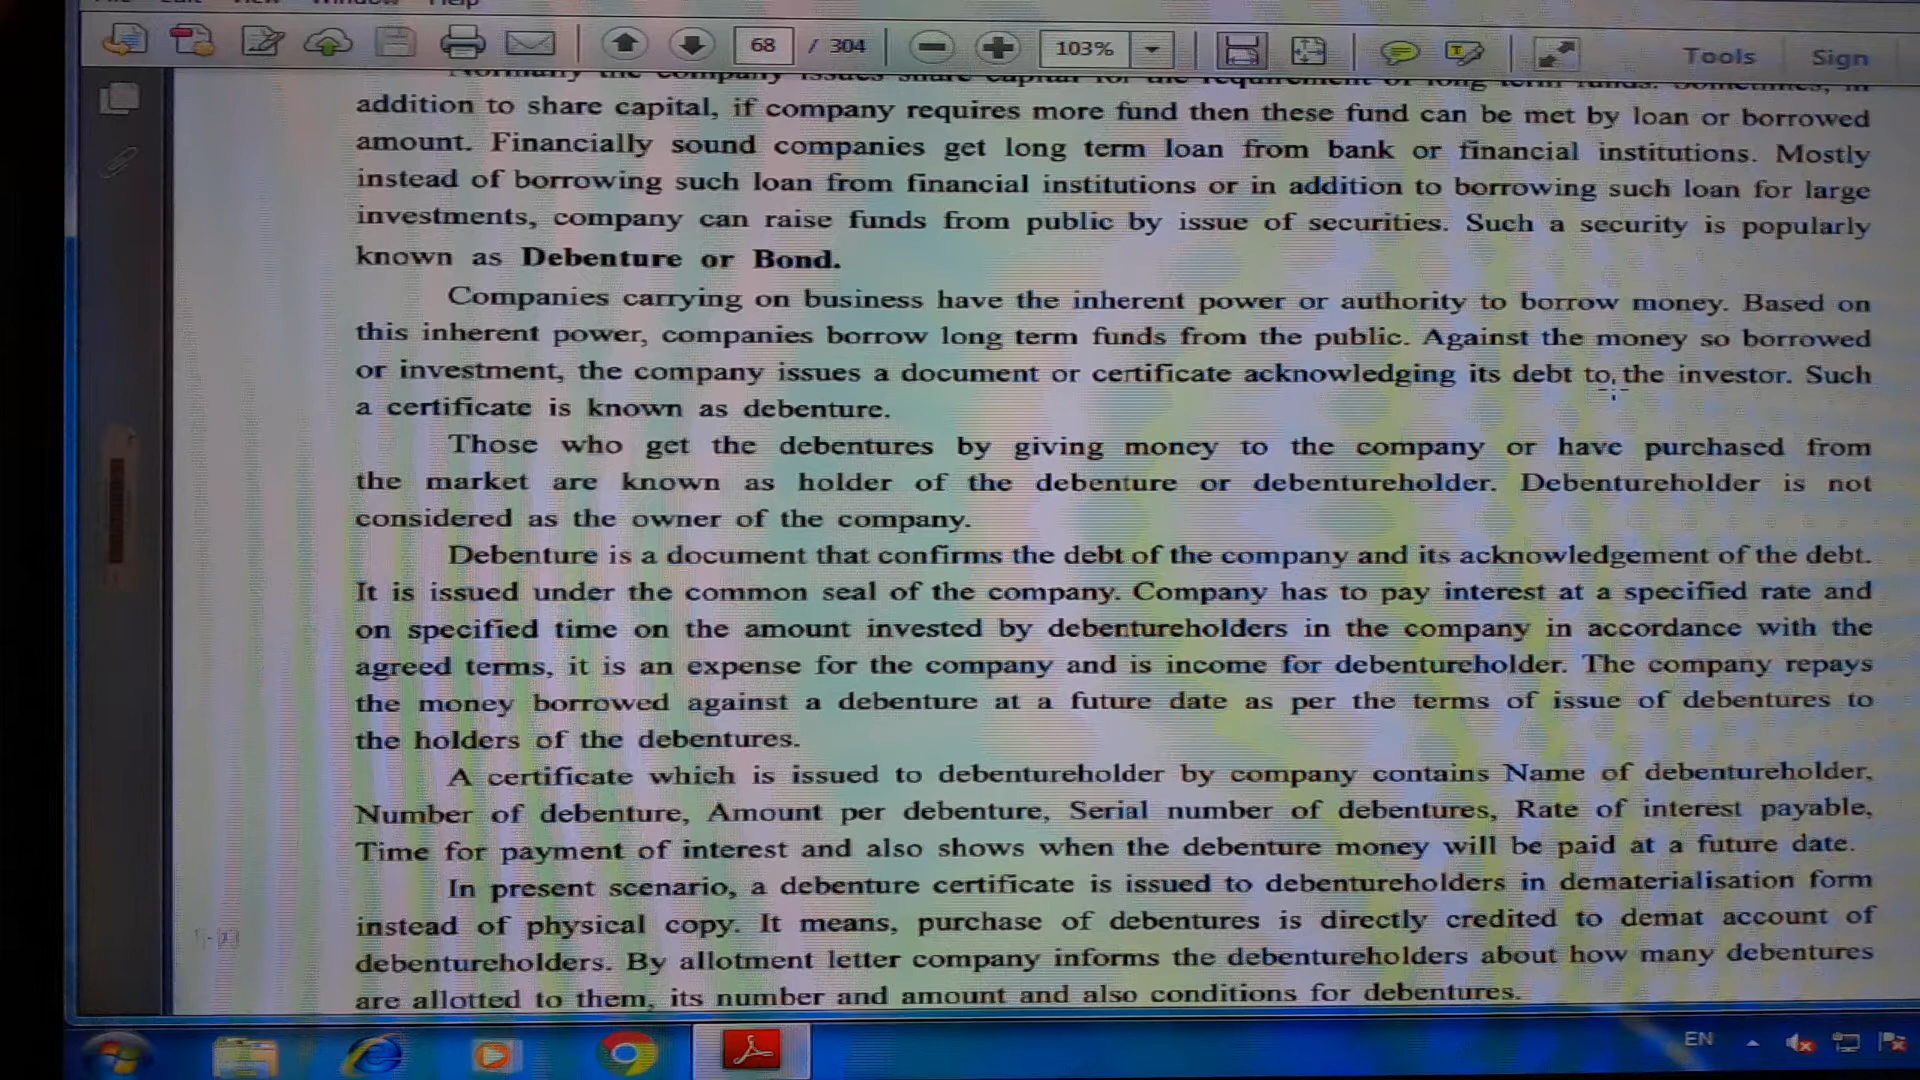 68 / 304
103%
Tools
Sign
Normally the company issues share capital for the requirement of long term funds. Sometimes, in
addition to share capital, if company requires more fund then these fund can be met by loan or borrowed
amount. Financially sound companies get long term loan from bank or financial institutions. Mostly
instead of borrowing such loan from financial institutions or in addition to borrowing such loan for large
investments, company can raise funds from public by issue of securities. Such a security is popularly
known as Debenture or Bond.
Companies carrying on business have the inherent power or authority to borrow money. Based on
this inherent power, companies borrow long term funds from the public. Against the money so borrowed
or investment, the company issues a document or certificate acknowledging its debt to the investor. Such
a certificate is known as debenture.
Those who get the debentures by giving money to the company or have purchased from
the market are known as holder of the debenture or debentureholder. Debentureholder is not
considered as the owner of the company.
Debenture is a document that confirms the debt of the company and its acknowledgement of the debt.
It is issued under the common seal of the company. Company has to pay interest at a specified rate and
on specified time on the amount invested by debentureholders in the company in accordance with the
agreed terms, it is an expense for the company and is income for debentureholder. The company repays
the money borrowed against a debenture at a future date as per the terms of issue of debentures to
the holders of the debentures.
A certificate which is issued to debentureholder by company contains Name of debentureholder,
Number of debenture, Amount per debenture, Serial number of debentures, Rate of interest payable,
Time for payment of interest and also shows when the debenture money will be paid at a future date.
In present scenario, a debenture certificate is issued to debentureholders in dematerialisation form
instead of physical copy. It means, purchase of debentures is directly credited to demat account of
debentureholders. By allotment letter company informs the debentureholders about how many debentures
are allotted to them, its number and amount and also conditions for debentures.
EN